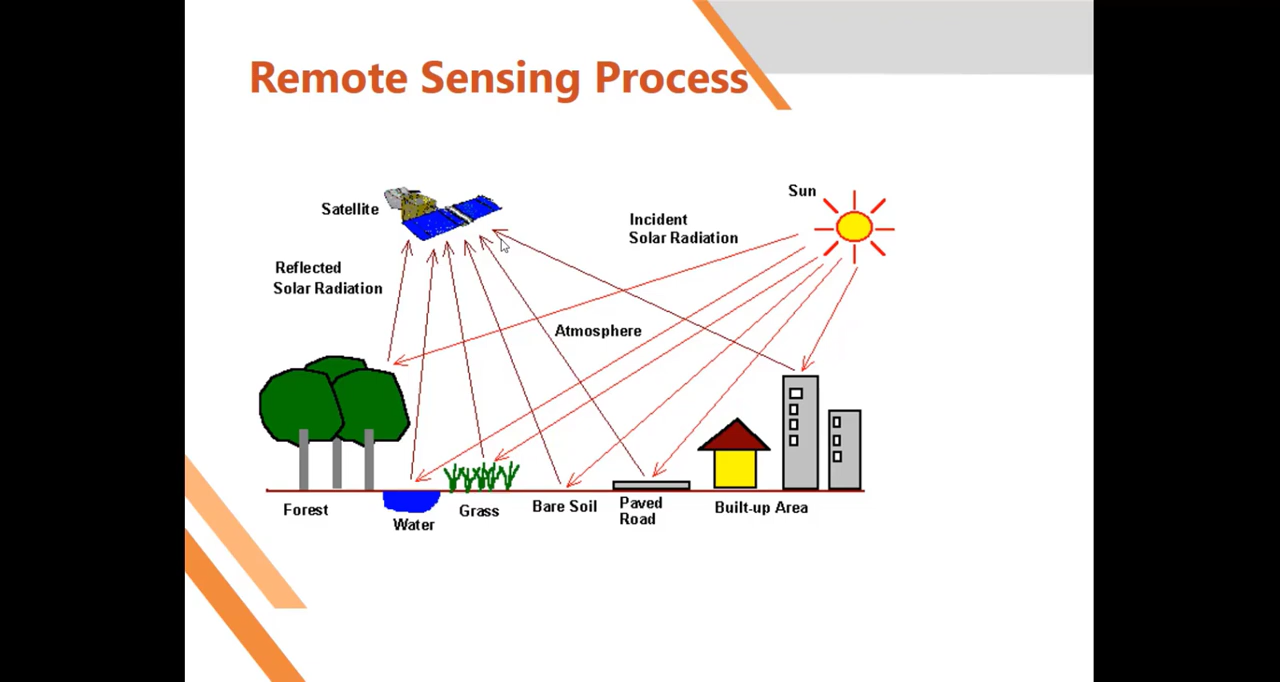 Remote Sensing Process
Sun
Satellite
Incident
Solar Radiation
Reflected
Solar Radiation
Atmosphere
Forest
Water
Grass
Bare Soil
Paved
Road
Built-up Area